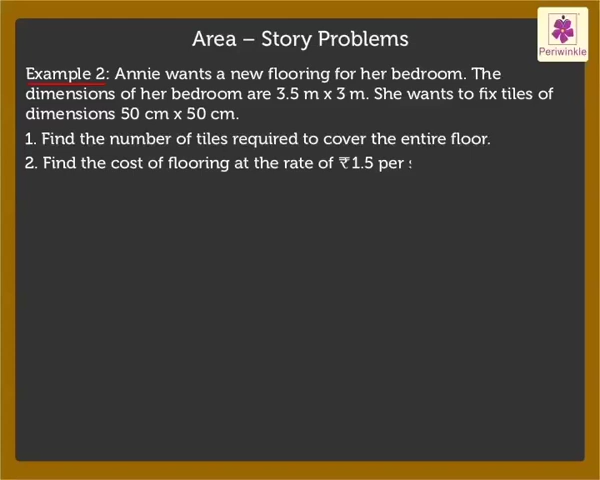 Area – Story Problems
Periwinkle
Example 2: Annie wants a new flooring for her bedroom. The
dimensions of her bedroom are 3.5 m x 3 m. She wants to fix tiles of
dimensions 50 cm x 50 cm.
1. Find the number of tiles required to cover the entire floor.
2. Find the cost of flooring at the rate of ₹1.5 per